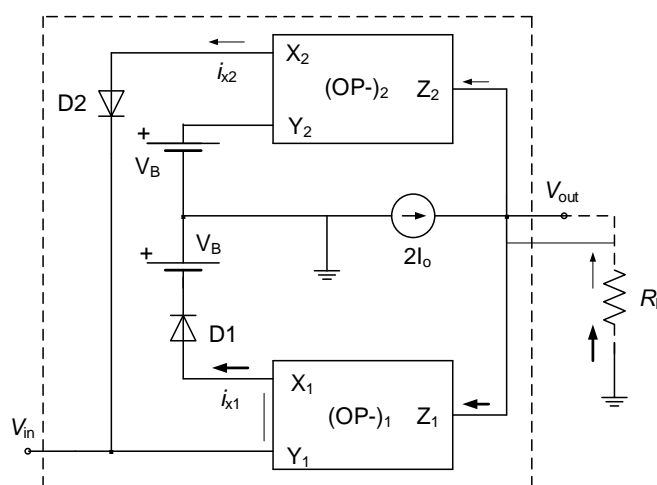 X2
ix2
(OP-)2
Z2
D2
Y2
+
VB
Vout
VB
2Io
+
D1
R
X1
ix1
(OP-)1
Z1
Vin
Y1